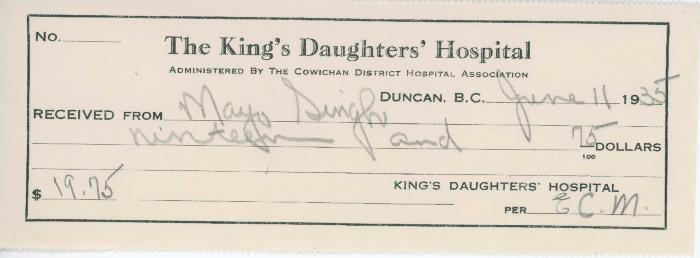 No.
The King's Daughters' Hospital
Administered By The Cowichan District Hospital Association
Duncan, B.C. June 11 1935
Received from Mayo Singh
ninteen and 75/100 Dollars
$ 19.75
King's Daughters' Hospital
Per E C. M.